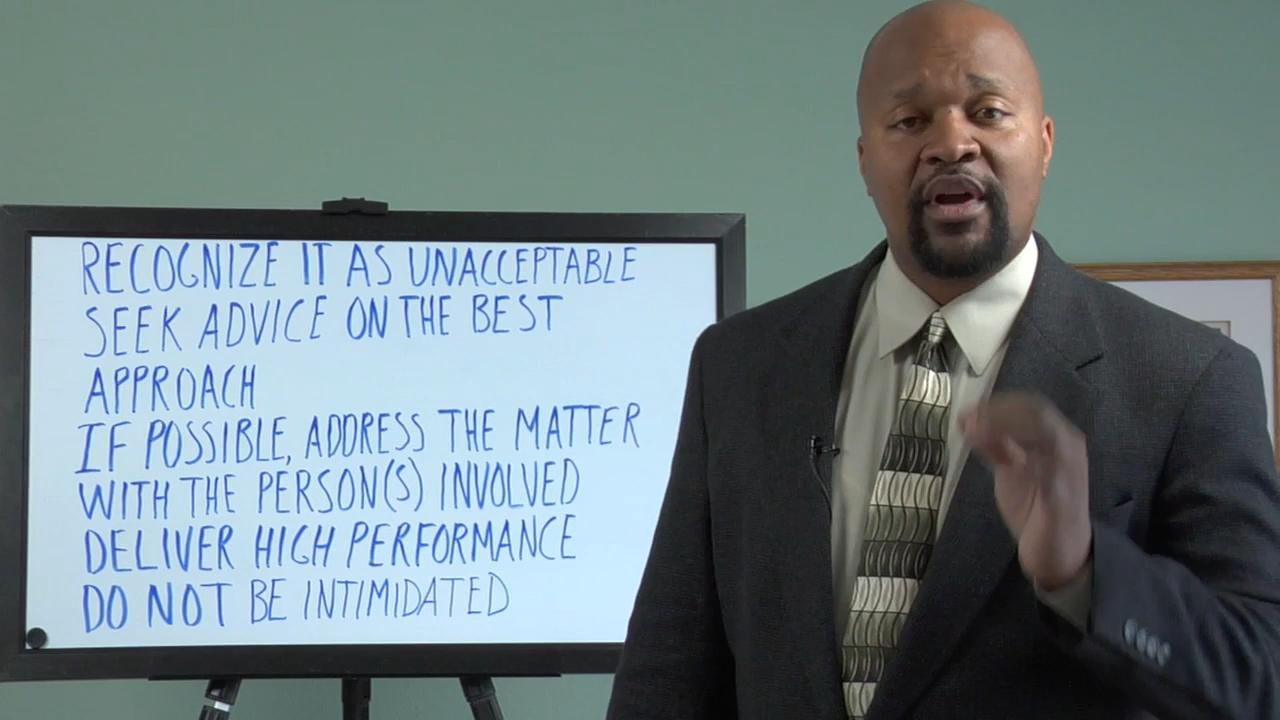 RECOGNIZE IT AS UNACCEPTABLE
SEEK ADVICE ON THE BEST
APPROACH
IF POSSIBLE, ADDRESS THE MATTER
WITH THE PERSON(S) INVOLVED
DELIVER HIGH PERFORMANCE
DO NOT BE INTIMIDATED